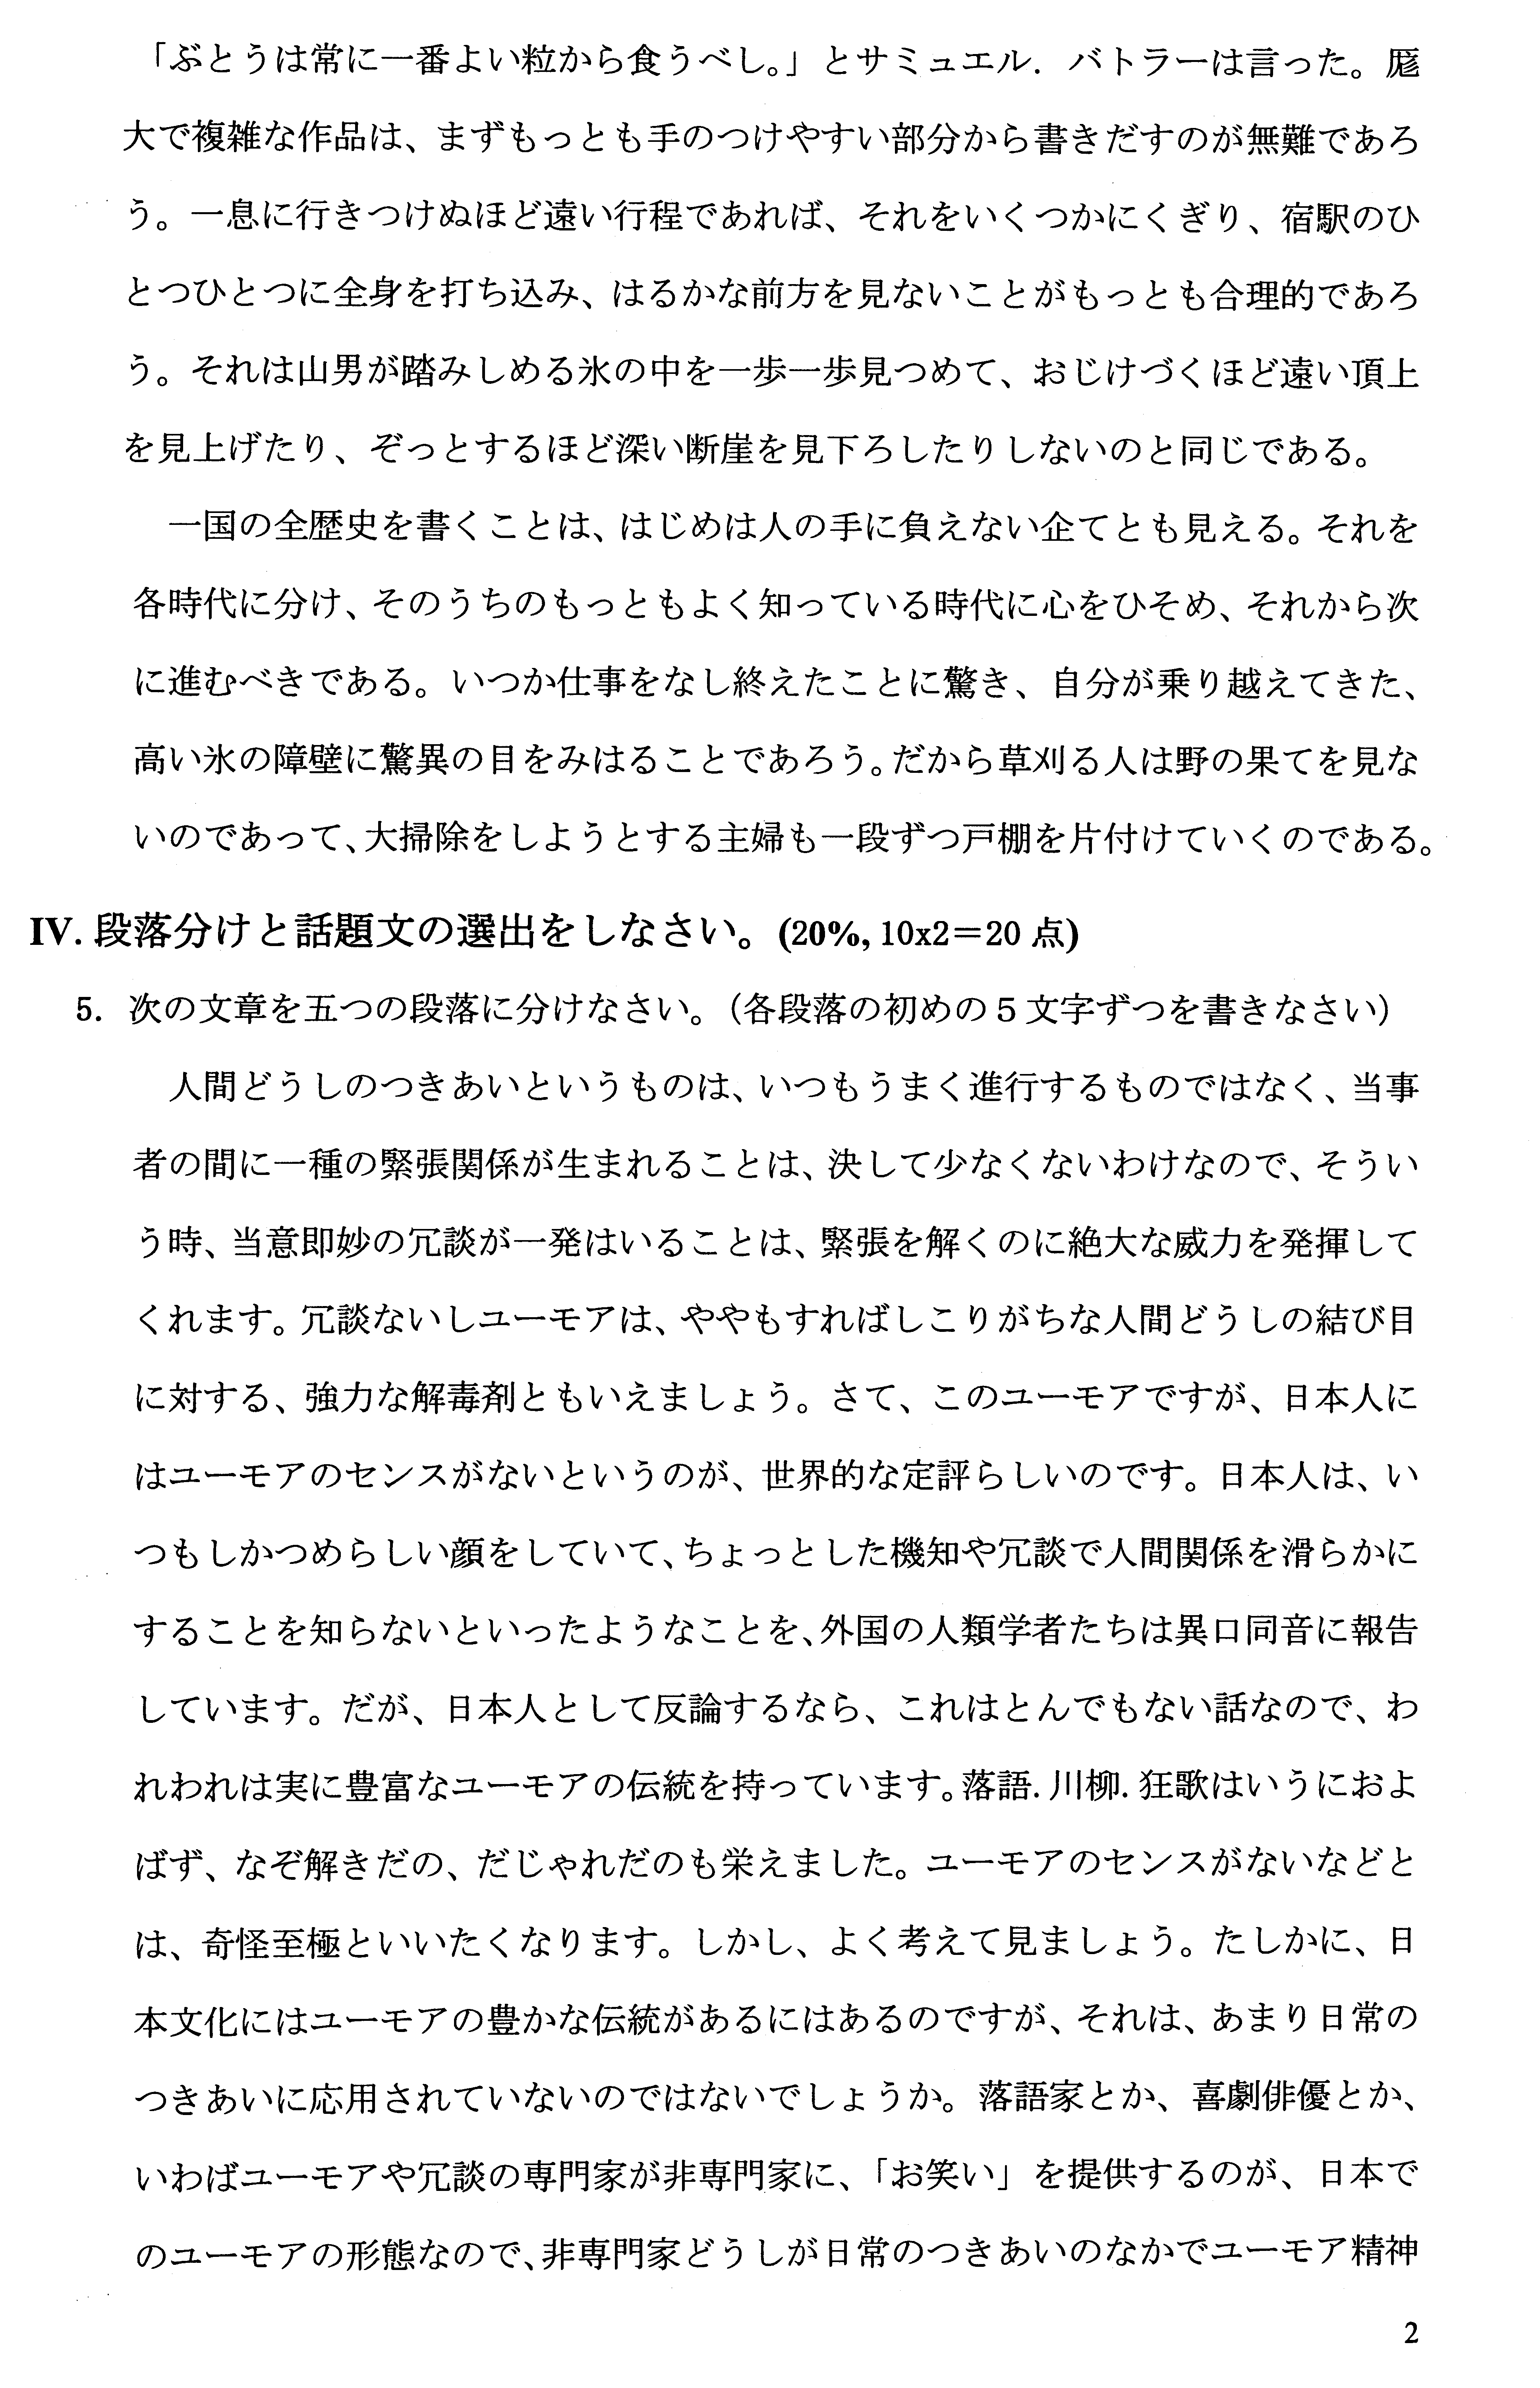 「ぶとうは常に一番よい粒から食うべし。」とサミュエル．バトラーは言った。厖
大で複雑な作品は、まずもっとも手のつけやすい部分から書きだすのが無難であろ
う。一息に行きつけぬほど遠い行程であれば、それをいくつかにくぎり、宿駅のひ
とつひとつに全身を打ち込み、はるかな前方を見ないことがもっとも合理的であろ
う。それは山男が踏みしめる氷の中を一歩一歩見つめて、おじけづくほど遠い頂上
を見上げたり、ぞっとするほど深い断崖を見下ろしたりしないのと同じである。
一国の全歴史を書くことは、はじめは人の手に負えない企てとも見える。それを
各時代に分け、そのうちのもっともよく知っている時代に心をひそめ、それから次
に進むべきである。いつか仕事をなし終えたことに驚き、自分が乗り越えてきた、
高い氷の障壁に驚異の目をみはることであろう。だから草刈る人は野の果てを見な
いのであって、大掃除をしようとする主婦も一段ずつ戸棚を片付けていくのである。
IV. 段落分けと話題文の選出をしなさい。(20%, 10x2＝20 点)
5. 次の文章を五つの段落に分けなさい。（各段落の初めの５文字ずつを書きなさい）
人間どうしのつきあいというものは、いつもうまく進行するものではなく、当事
者の間に一種の緊張関係が生まれることは、決して少なくないわけなので、そうい
う時、当意即妙の冗談が一発はいることは、緊張を解くのに絶大な威力を発揮して
くれます。冗談ないしユーモアは、ややもすればしこりがちな人間どうしの結び目
に対する、強力な解毒剤ともいえましょう。さて、このユーモアですが、日本人に
はユーモアのセンスがないというのが、世界的な定評らしいのです。日本人は、い
つもしかつめらしい顔をしていて、ちょっとした機知や冗談で人間関係を滑らかに
することを知らないといったようなことを、外国の人類学者たちは異口同音に報告
しています。だが、日本人として反論するなら、これはとんでもない話なので、わ
れわれは実に豊富なユーモアの伝統を持っています。落語．川柳．狂歌はいうにおよ
ばず、なぞ解きだの、だじゃれだのも栄えました。ユーモアのセンスがないなどと
は、奇怪至極といいたくなります。しかし、よく考えて見ましょう。たしかに、日
本文化にはユーモアの豊かな伝統があるにはあるのですが、それは、あまり日常の
つきあいに応用されていないのではないでしょうか。落語家とか、喜劇俳優とか、
いわばユーモアや冗談の専門家が非専門家に、「お笑い」を提供するのが、日本で
のユーモアの形態なので、非専門家どうしが日常のつきあいのなかでユーモア精神
2